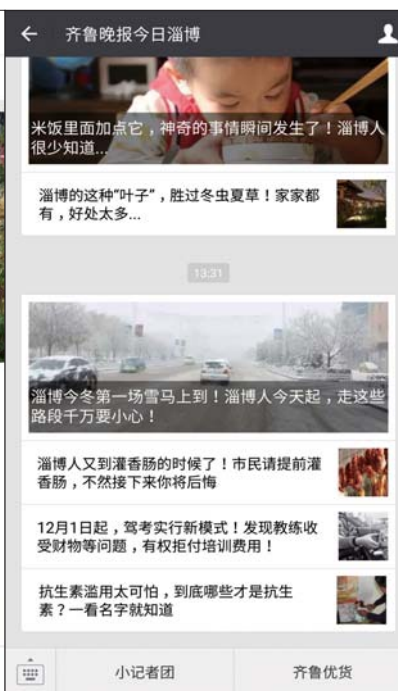 齐鲁晚报今日淄博
米饭里面加点它，神奇的事情瞬间发生了！淄博人
很少知道...
淄博的这种“叶子”，胜过冬虫夏草！家家都
有，好处太多...
13:31
淄博今冬第一场雪马上到！淄博人今天起，走这些
路段千万要小心！
淄博人又到灌香肠的时候了！市民请提前灌
香肠，不然接下来你将后悔
12月1日起，驾考实行新模式！发现教练收
受财物等问题，有权拒付培训费用！
抗生素滥用太可怕，到底哪些才是抗生
素？一看名字就知道
小记者团
齐鲁优货